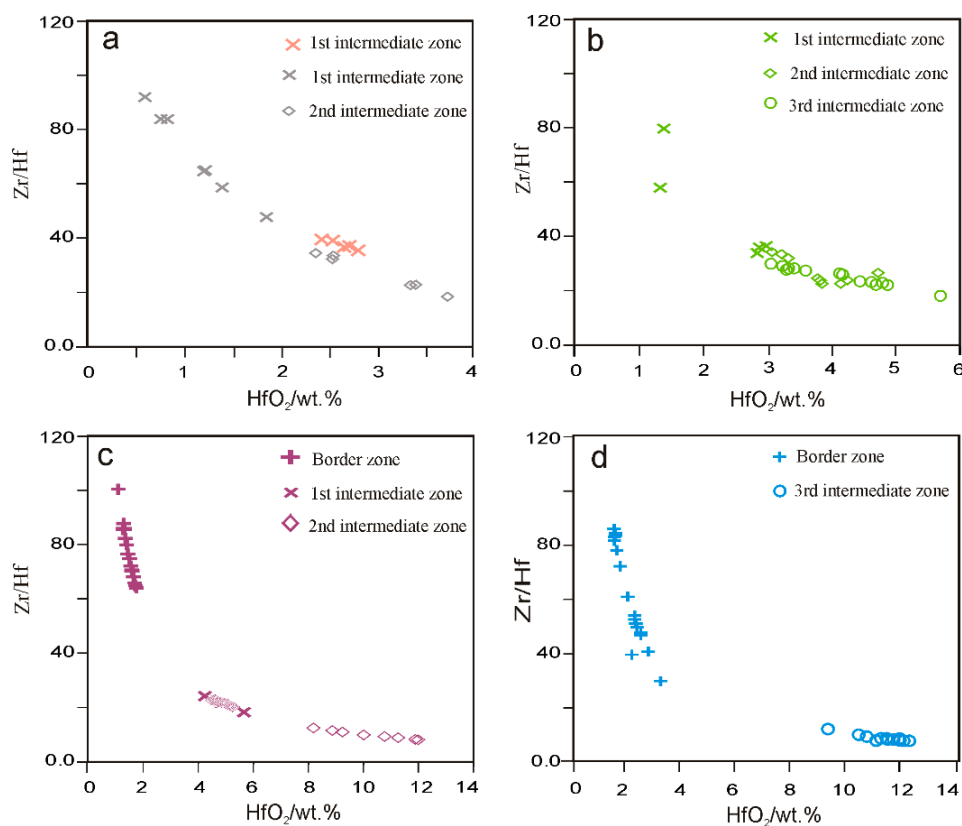 a
120
80
40
0.0
Zr/Hf
1st intermediate zone
1st intermediate zone
2nd intermediate zone
0 1 2 3 4
HfO₂/wt.%
b
120
80
40
0.0
Zr/Hf
1st intermediate zone
2nd intermediate zone
3rd intermediate zone
0 1 2 3 4 5 6
HfO₂/wt.%
c
120
80
40
0.0
Zr/Hf
Border zone
1st intermediate zone
2nd intermediate zone
0 2 4 6 8 10 12 14
HfO₂/wt.%
d
120
80
40
0.0
Zr/Hf
Border zone
3rd intermediate zone
0 2 4 6 8 10 12 14
HfO₂/wt.%